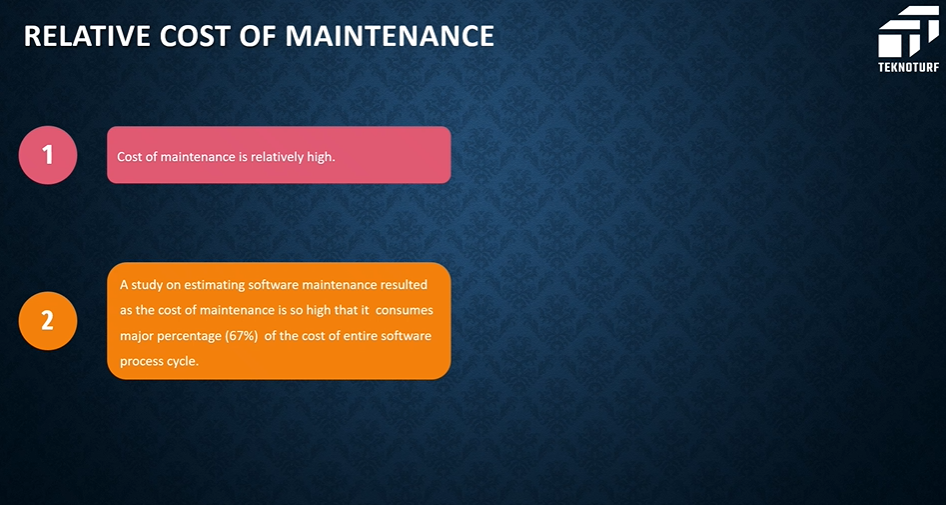 RELATIVE COST OF MAINTENANCE
TEKNOTURF
1
Cost of maintenance is relatively high.
2
A study on estimating software maintenance resulted
as the cost of maintenance is so high that it consumes
major percentage (67%) of the cost of entire software
process cycle.